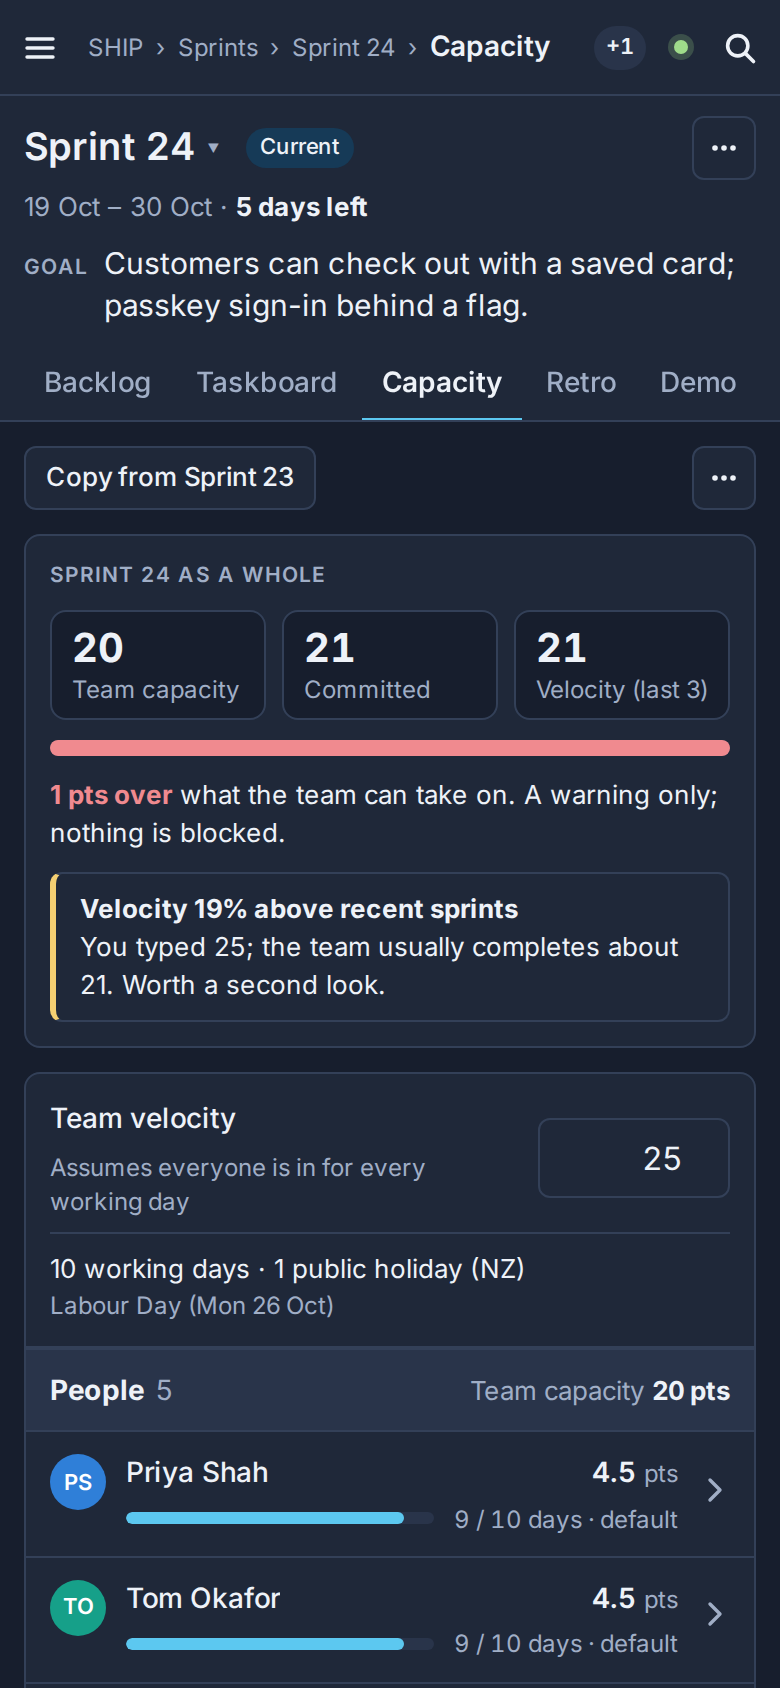 SHIP › Sprints › Sprint 24 › Capacity +1
Sprint 24 ▾ Current
19 Oct – 30 Oct · 5 days left
GOAL Customers can check out with a saved card;
passkey sign-in behind a flag.
Backlog Taskboard Capacity Retro Demo
Copy from Sprint 23
SPRINT 24 AS A WHOLE
20 21 21
Team capacity Committed Velocity (last 3)
1 pts over what the team can take on. A warning only;
nothing is blocked.
Velocity 19% above recent sprints
You typed 25; the team usually completes about
21. Worth a second look.
Team velocity
Assumes everyone is in for every
working day
25
10 working days · 1 public holiday (NZ)
Labour Day (Mon 26 Oct)
People 5 Team capacity 20 pts
PS Priya Shah 4.5 pts
9 / 10 days · default
TO Tom Okafor 4.5 pts
9 / 10 days · default